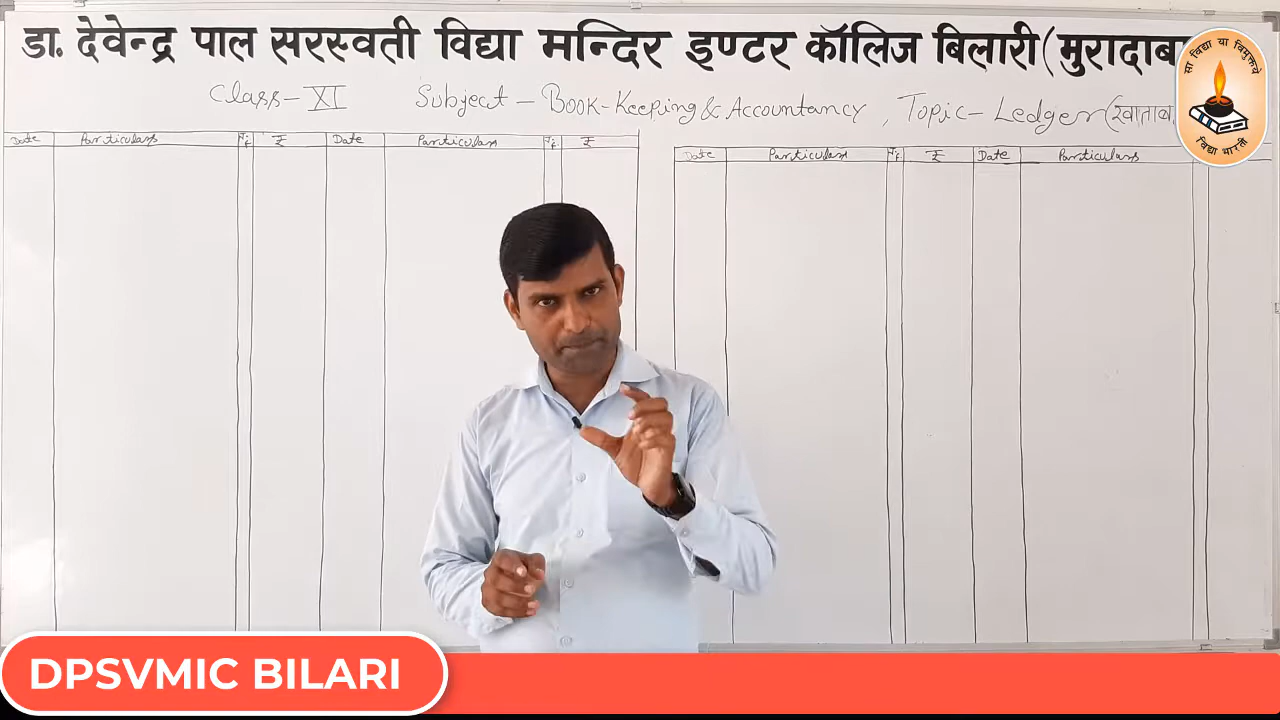 डा. देवेन्द्र पाल सरस्वती विद्या मन्दिर इण्टर कॉलिज बिलारी (मुरादाबा
Class-XI Subject - Book-Keeping & Accountancy, Topic - Ledger (खाताब
Date Particulars J.F. ₹ Date Particulars J.F. ₹
Date Particulars J.F. ₹ Date Particulars
सा विद्या या विमुक्तये
विद्या भारती
DPSVMIC BILARI